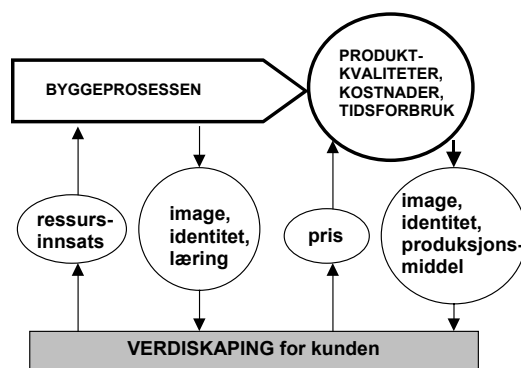 BYGGEPROSESSEN
PRODUKT-
KVALITETER,
KOSTNADER,
TIDSFORBRUK
ressurs-
innsats
image,
identitet,
læring
pris
image,
identitet,
produksjons-
middel
VERDISKAPING for kunden